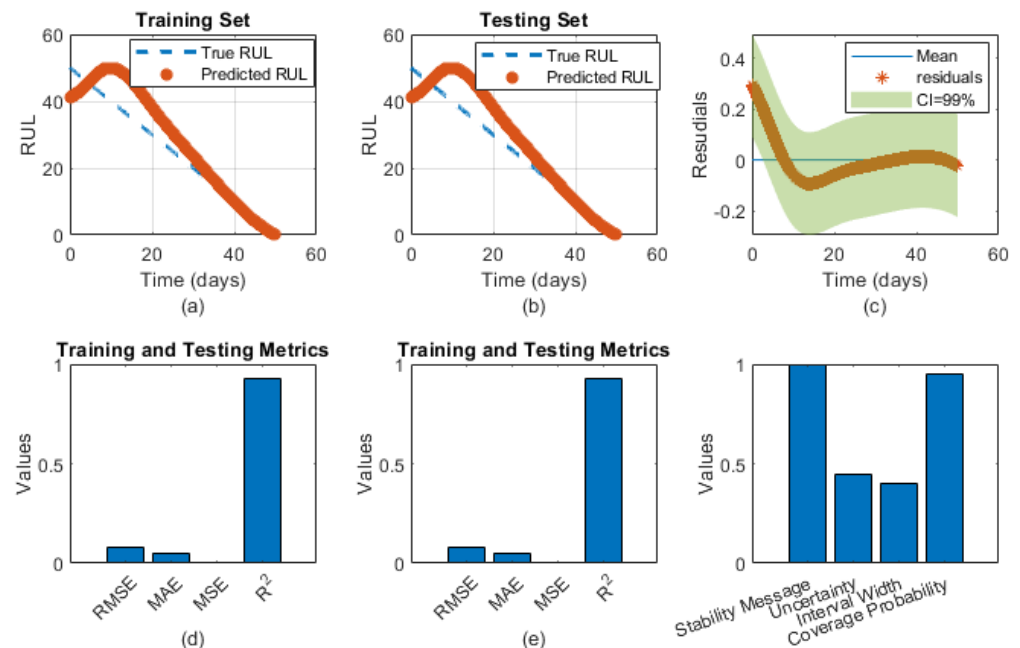 Training Set
60
40
20
0
RUL
True RUL
Predicted RUL
0 20 40 60
Time (days)
(a)
Testing Set
60
40
20
0
RUL
True RUL
Predicted RUL
0 20 40 60
Time (days)
(b)
0.4
0.2
0
-0.2
Resudials
Mean
residuals
CI=99%
0 20 40 60
Time (days)
(c)
Training and Testing Metrics
1
0.5
0
Values
RMSE
MAE
MSE
R²
(d)
Training and Testing Metrics
1
0.5
0
Values
RMSE
MAE
MSE
R²
(e)
1
0.5
0
Values
Stability Message
Uncertainty
Interval Width
Coverage Probability